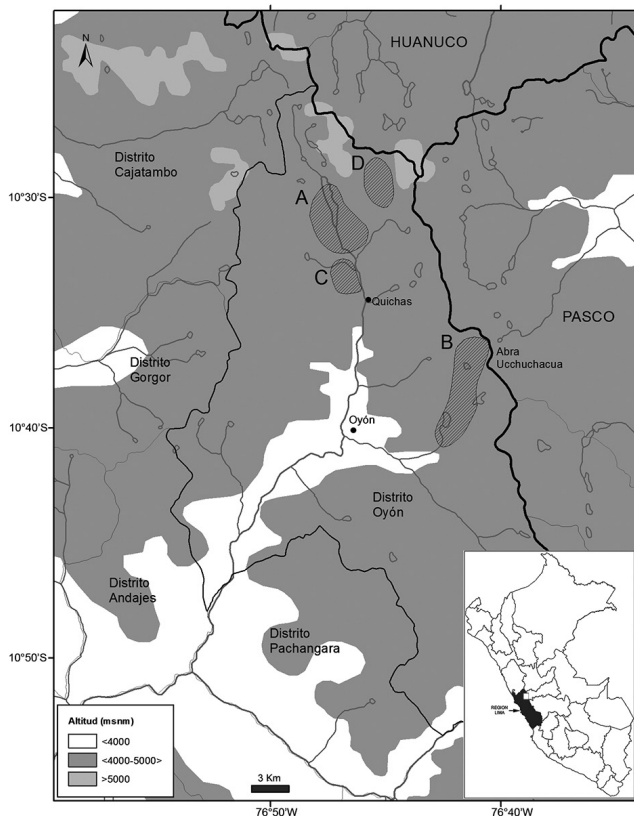 N
HUANUCO
Distrito
Cajatambo
D
10°30'S
A
C
Quichas
PASCO
B
Abra
Ucchuchacua
Distrito
Gorgor
Oyón
10°40'S
Distrito
Oyón
Distrito
Andajes
Distrito
Pachangara
10°50'S
REGION
LIMA
Altitud (msnm)
<4000
<4000-5000>
>5000
3 Km
76°50'W
76°40'W